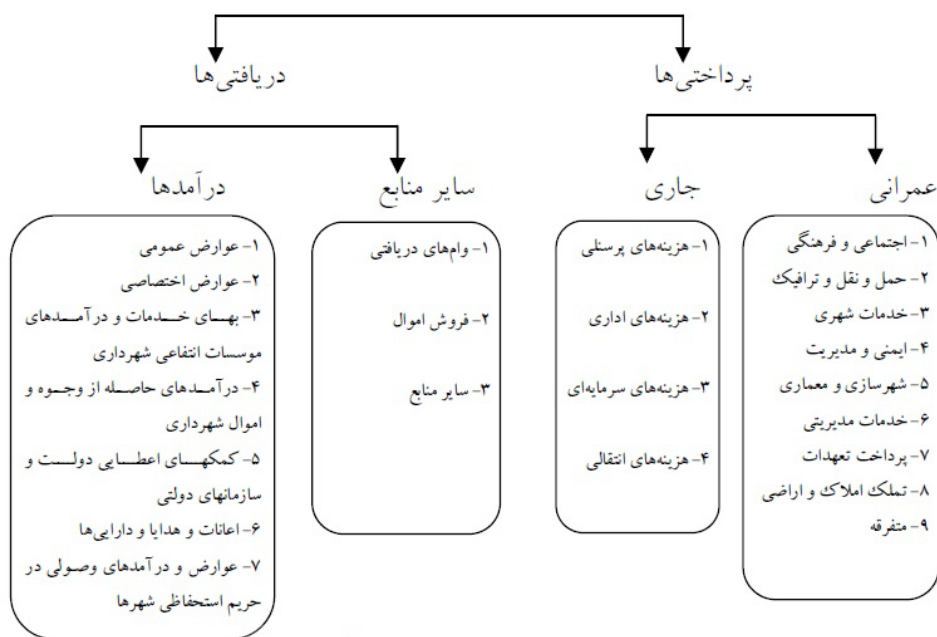 پرداختی‌ها
دریافتی‌ها
عمرانی
جاری
سایر منابع
درآمدها
۱- اجتماعی و فرهنگی
۲- حمل و نقل و ترافیک
۳- خدمات شهری
۴- ایمنی و مدیریت
۵- شهرسازی و معماری
۶- خدمات مدیریتی
۷- پرداخت تعهدات
۸- تملک املاک و اراضی
۹- متفرقه
۱- هزینه‌های پرسنلی
۲- هزینه‌های اداری
۳- هزینه‌های سرمایه‌ای
۴- هزینه‌های انتقالی
۱- وام‌های دریافتی
۲- فروش اموال
۳- سایر منابع
۱- عوارض عمومی
۲- عوارض اختصاصی
۳- بهای خدمات و درآمدهای
موسسات انتفاعی شهرداری
۴- درآمدهای حاصله از وجوه و
اموال شهرداری
۵- کمکهای اعطایی دولت و
سازمانهای دولتی
۶- اعانات و هدایا و دارایی‌ها
۷- عوارض و درآمدهای وصولی در
حریم استحفاظی شهرها